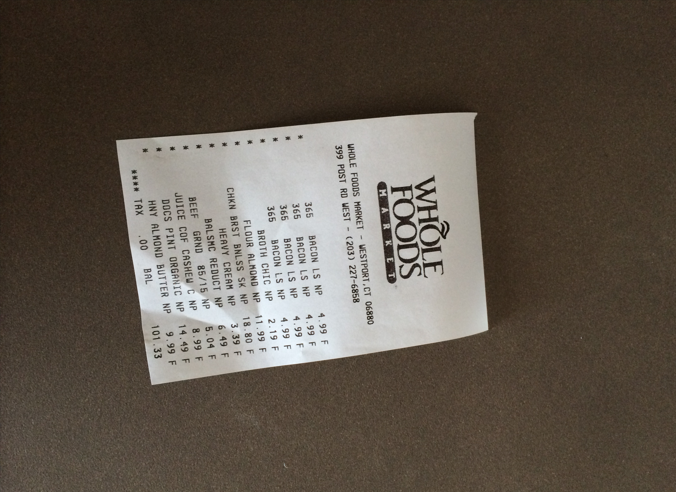 WHOLE
FOODS
MARKET
WHOLE FOODS MARKET - WESTPORT,CT 06880
399 POST RD WEST - (203) 227-6858
* 365 BACON LS NP 4.99 F
* 365 BACON LS NP 4.99 F
* 365 BACON LS NP 4.99 F
* 365 BACON LS NP 4.99 F
* BROTH CHIC NP 2.19 F
* FLOUR ALMOND NP 11.99 F
* CHKN BRST BNLSS SK NP 18.80 F
* HEAVY CREAM NP 3.39 F
* BALSMC REDUCT NP 6.49 F
* BEEF GRND 85/15 NP 5.04 F
* JUICE COF CASHEW C NP 8.99 F
* DOCS PINT ORGANIC NP 14.49 F
* HNY ALMOND BUTTER NP 9.99 F
**** TAX .00 BAL 101.33